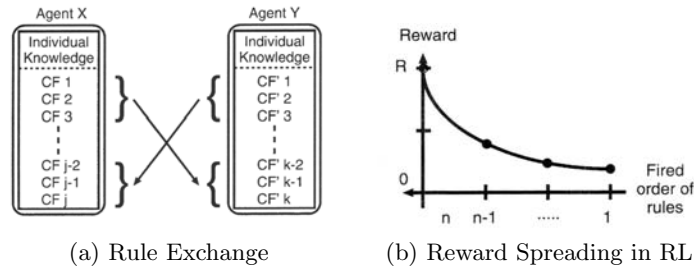 Agent X
Agent Y
Individual
Knowledge
CF 1
CF 2
CF 3
CF j-2
CF j-1
CF j
Individual
Knowledge
CF' 1
CF' 2
CF' 3
CF' k-2
CF' k-1
CF' k
(a) Rule Exchange
Reward
R
0
n n-1 ..... 1
Fired
order of
rules
(b) Reward Spreading in RL